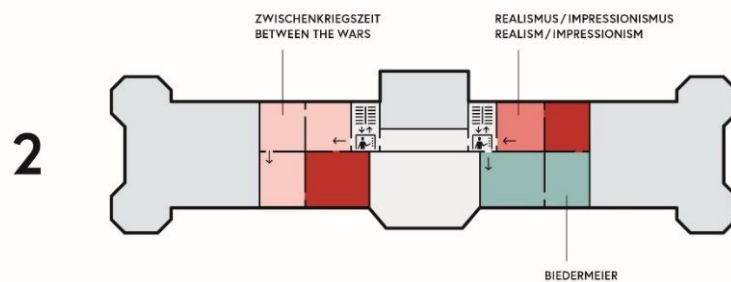 ZWISCHENKRIEGSZEIT
BETWEEN THE WARS
REALISMUS / IMPRESSIONISMUS
REALISM / IMPRESSIONISM
2
BIEDERMEIER